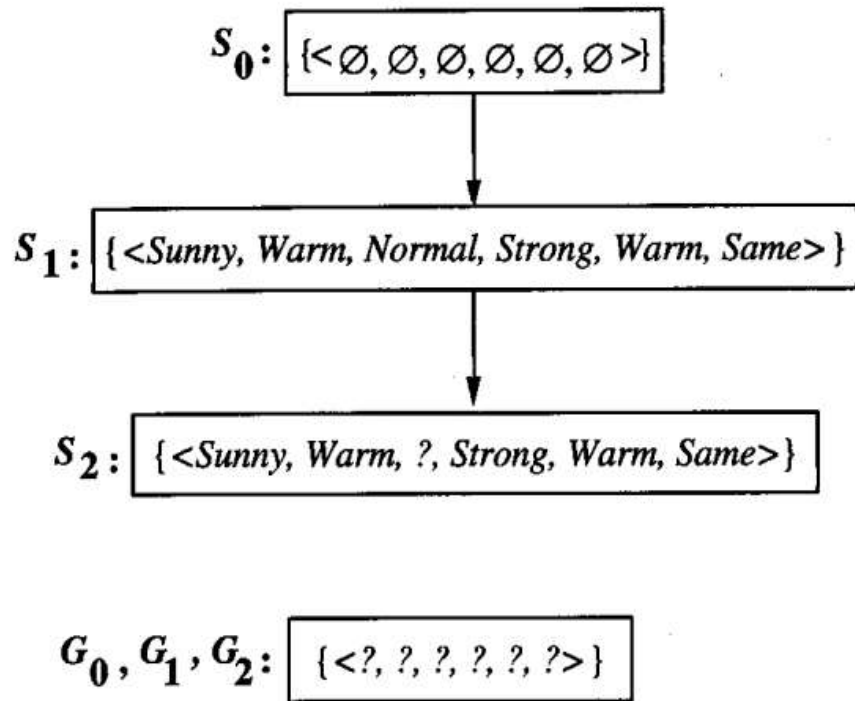 S₀: {<∅, ∅, ∅, ∅, ∅, ∅>}
S₁: {<Sunny, Warm, Normal, Strong, Warm, Same>}
S₂: {<Sunny, Warm, ?, Strong, Warm, Same>}
G₀, G₁, G₂: {<?, ?, ?, ?, ?, ?>}